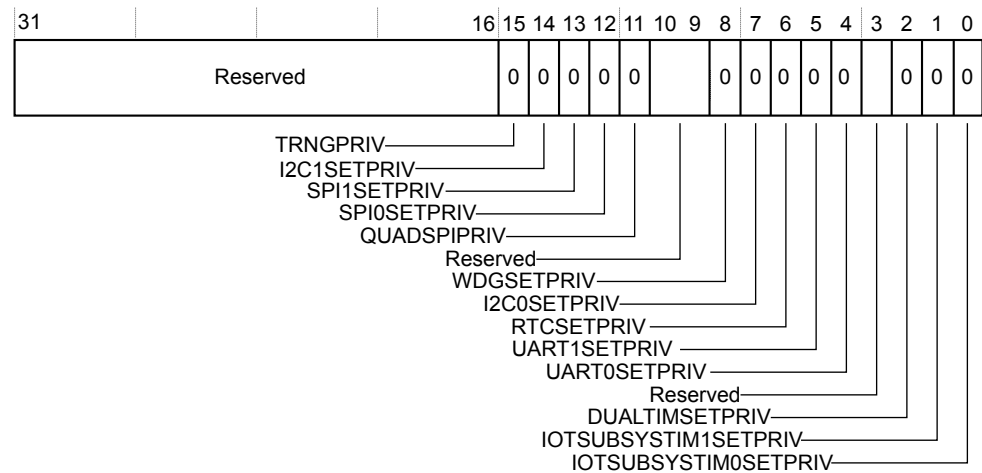 31 16 15 14 13 12 11 10 9 8 7 6 5 4 3 2 1 0
Reserved 0 0 0 0 0 0 0 0 0 0 0 0 0
TRNGPRIV
I2C1SETPRIV
SPI1SETPRIV
SPI0SETPRIV
QUADSPIPRIV
Reserved
WDGSETPRIV
I2C0SETPRIV
RTCSETPRIV
UART1SETPRIV
UART0SETPRIV
Reserved
DUALTIMSETPRIV
IOTSUBSYSTIM1SETPRIV
IOTSUBSYSTIM0SETPRIV